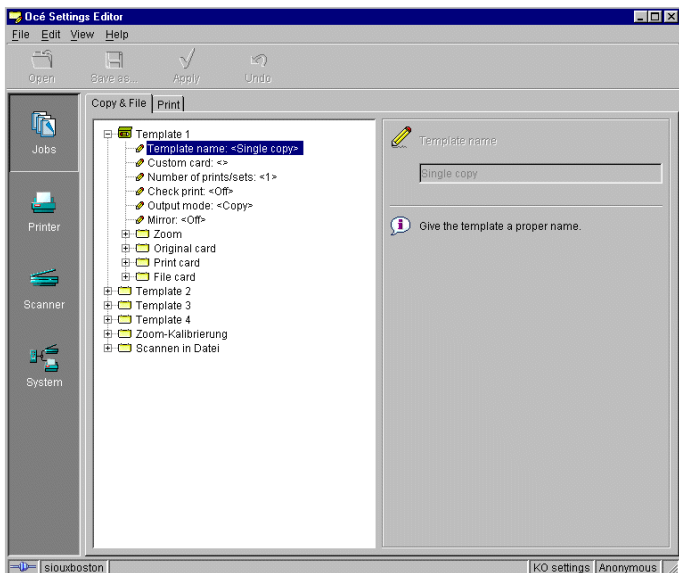 Océ Settings Editor
File Edit View Help
Open Save as... Apply Undo
Jobs
Printer
Scanner
System
Copy & File Print
Template 1
Template name: <Single copy>
Custom card: <>
Number of prints/sets: <1>
Check print: <Off>
Output mode: <Copy>
Mirror: <Off>
Zoom
Original card
Print card
File card
Template 2
Template 3
Template 4
Zoom-Kalibrierung
Scannen in Datei
Template name
Single copy
Give the template a proper name.
siouxboston KO settings Anonymous